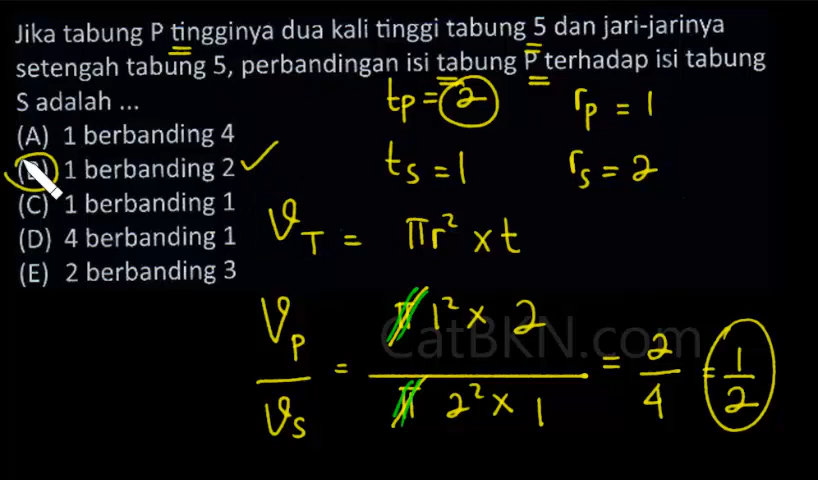 Jika tabung P tingginya dua kali tinggi tabung 5 dan jari-jarinya
setengah tabung 5, perbandingan isi tabung P terhadap isi tabung
S adalah ...
(A) 1 berbanding 4
(B) 1 berbanding 2 ✓
(C) 1 berbanding 1
(D) 4 berbanding 1
(E) 2 berbanding 3
tp = 2 rp = 1
ts = 1 rs = 2
VT = πr² x t
Vp/Vs = π 1² x 2 / π 2² x 1 = 2/4 = 1/2
CatBKN.com